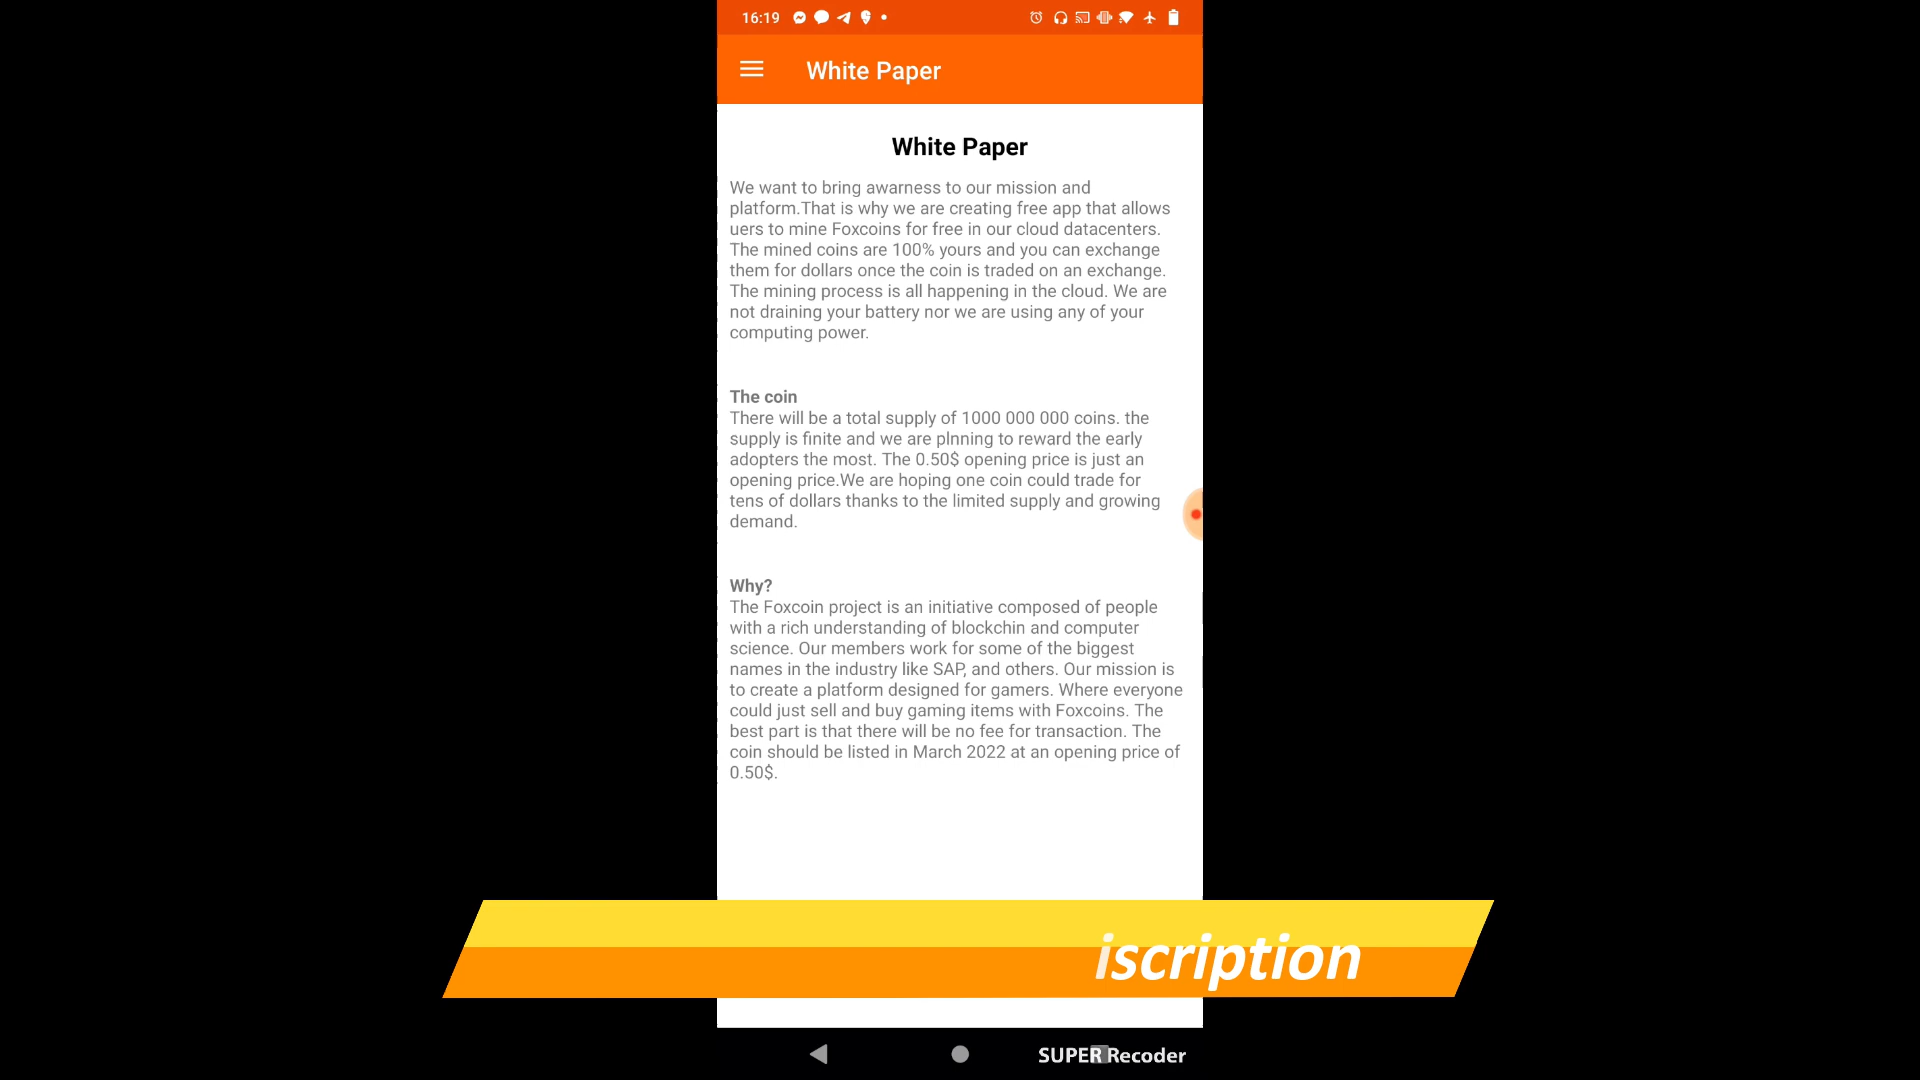 16:19
White Paper
White Paper
We want to bring awarness to our mission and
platform.That is why we are creating free app that allows
uers to mine Foxcoins for free in our cloud datacenters.
The mined coins are 100% yours and you can exchange
them for dollars once the coin is traded on an exchange.
The mining process is all happening in the cloud. We are
not draining your battery nor we are using any of your
computing power.
The coin
There will be a total supply of 1000 000 000 coins. the
supply is finite and we are plnning to reward the early
adopters the most. The 0.50$ opening price is just an
opening price.We are hoping one coin could trade for
tens of dollars thanks to the limited supply and growing
demand.
Why?
The Foxcoin project is an initiative composed of people
with a rich understanding of blockchin and computer
science. Our members work for some of the biggest
names in the industry like SAP, and others. Our mission is
to create a platform designed for gamers. Where everyone
could just sell and buy gaming items with Foxcoins. The
best part is that there will be no fee for transaction. The
coin should be listed in March 2022 at an opening price of
0.50$.
iscription
SUPER Recoder